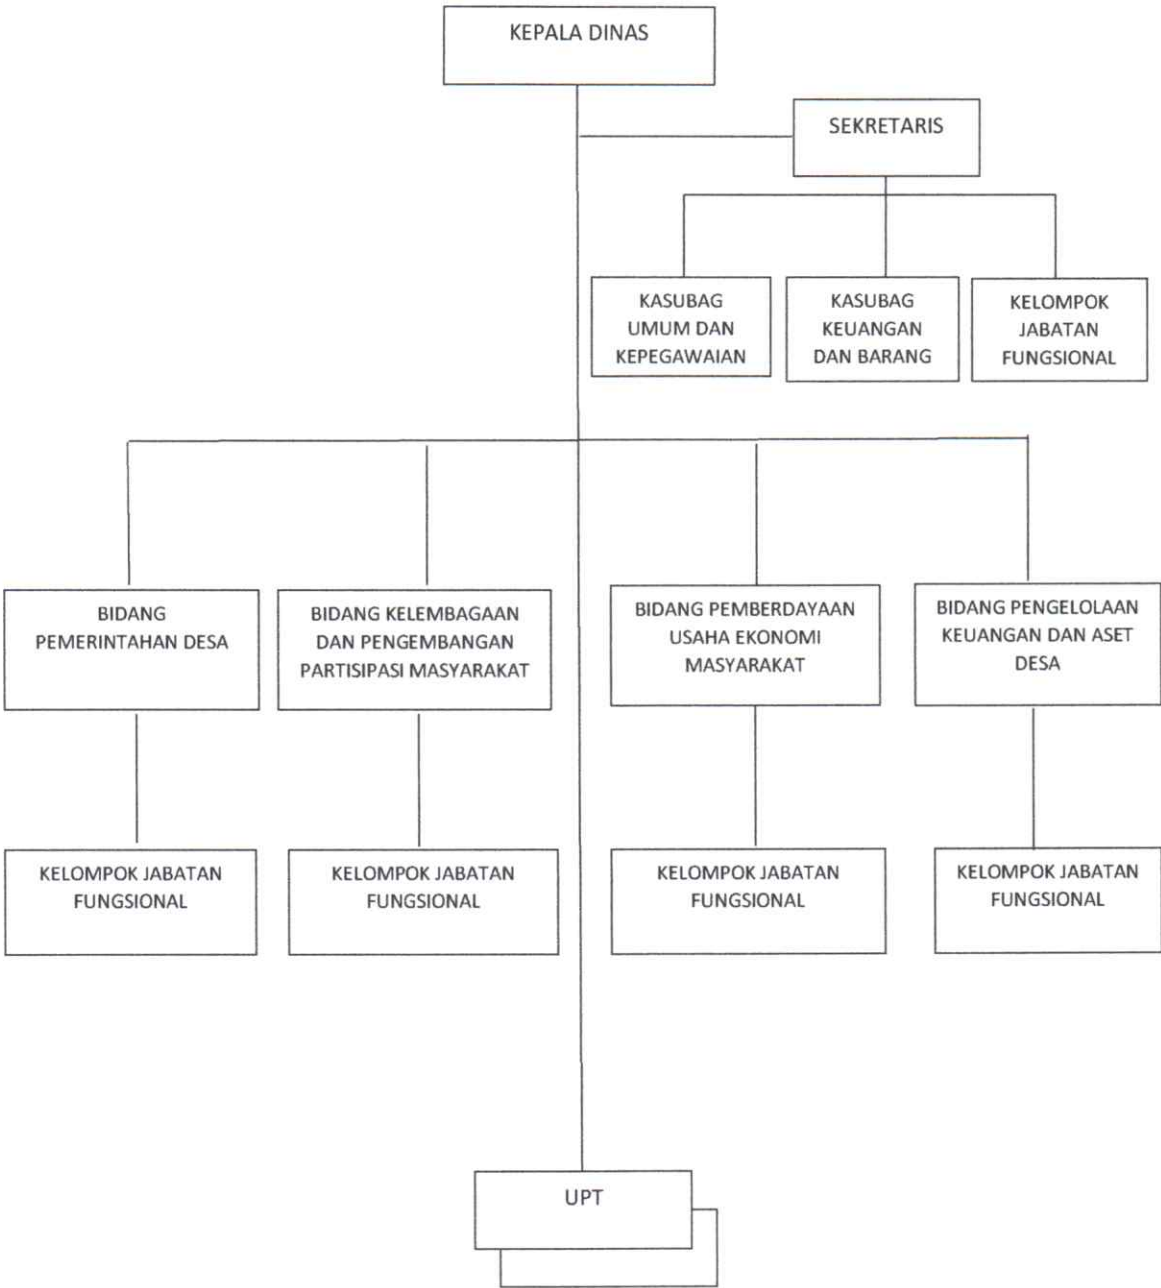 KEPALA DINAS
SEKRETARIS
KASUBAG
UMUM DAN
KEPEGAWAIAN
KASUBAG
KEUANGAN
DAN BARANG
KELOMPOK
JABATAN
FUNGSIONAL
BIDANG
PEMERINTAHAN DESA
BIDANG KELEMBAGAAN
DAN PENGEMBANGAN
PARTISIPASI MASYARAKAT
BIDANG PEMBERDAYAAN
USAHA EKONOMI
MASYARAKAT
BIDANG PENGELOLAAN
KEUANGAN DAN ASET
DESA
KELOMPOK JABATAN
FUNGSIONAL
KELOMPOK JABATAN
FUNGSIONAL
KELOMPOK JABATAN
FUNGSIONAL
KELOMPOK JABATAN
FUNGSIONAL
UPT